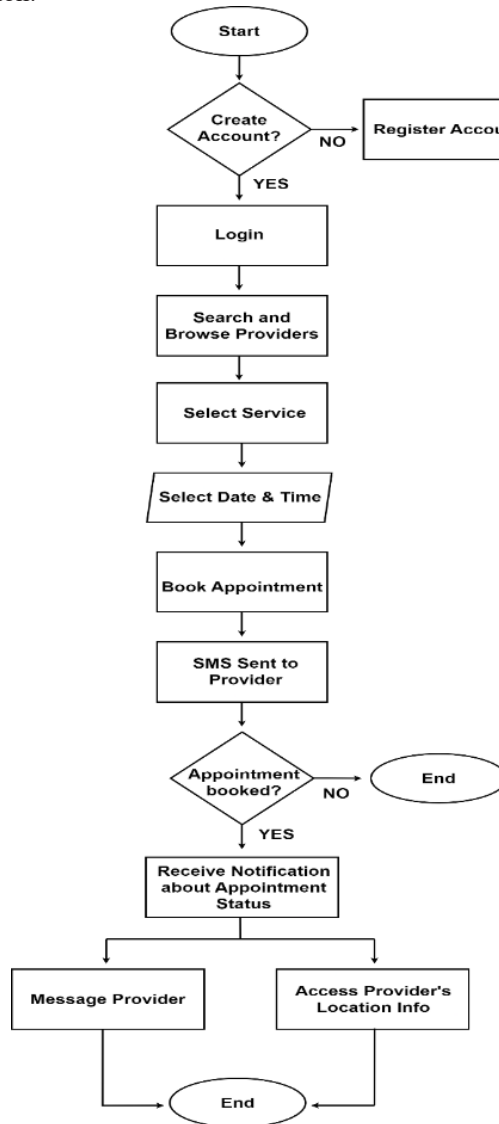 Start
Create
Account?
NO
Register Accou
YES
Login
Search and
Browse Providers
Select Service
Select Date & Time
Book Appointment
SMS Sent to
Provider
Appointment
booked?
NO
End
YES
Receive Notification
about Appointment
Status
Message Provider
Access Provider's
Location Info
End